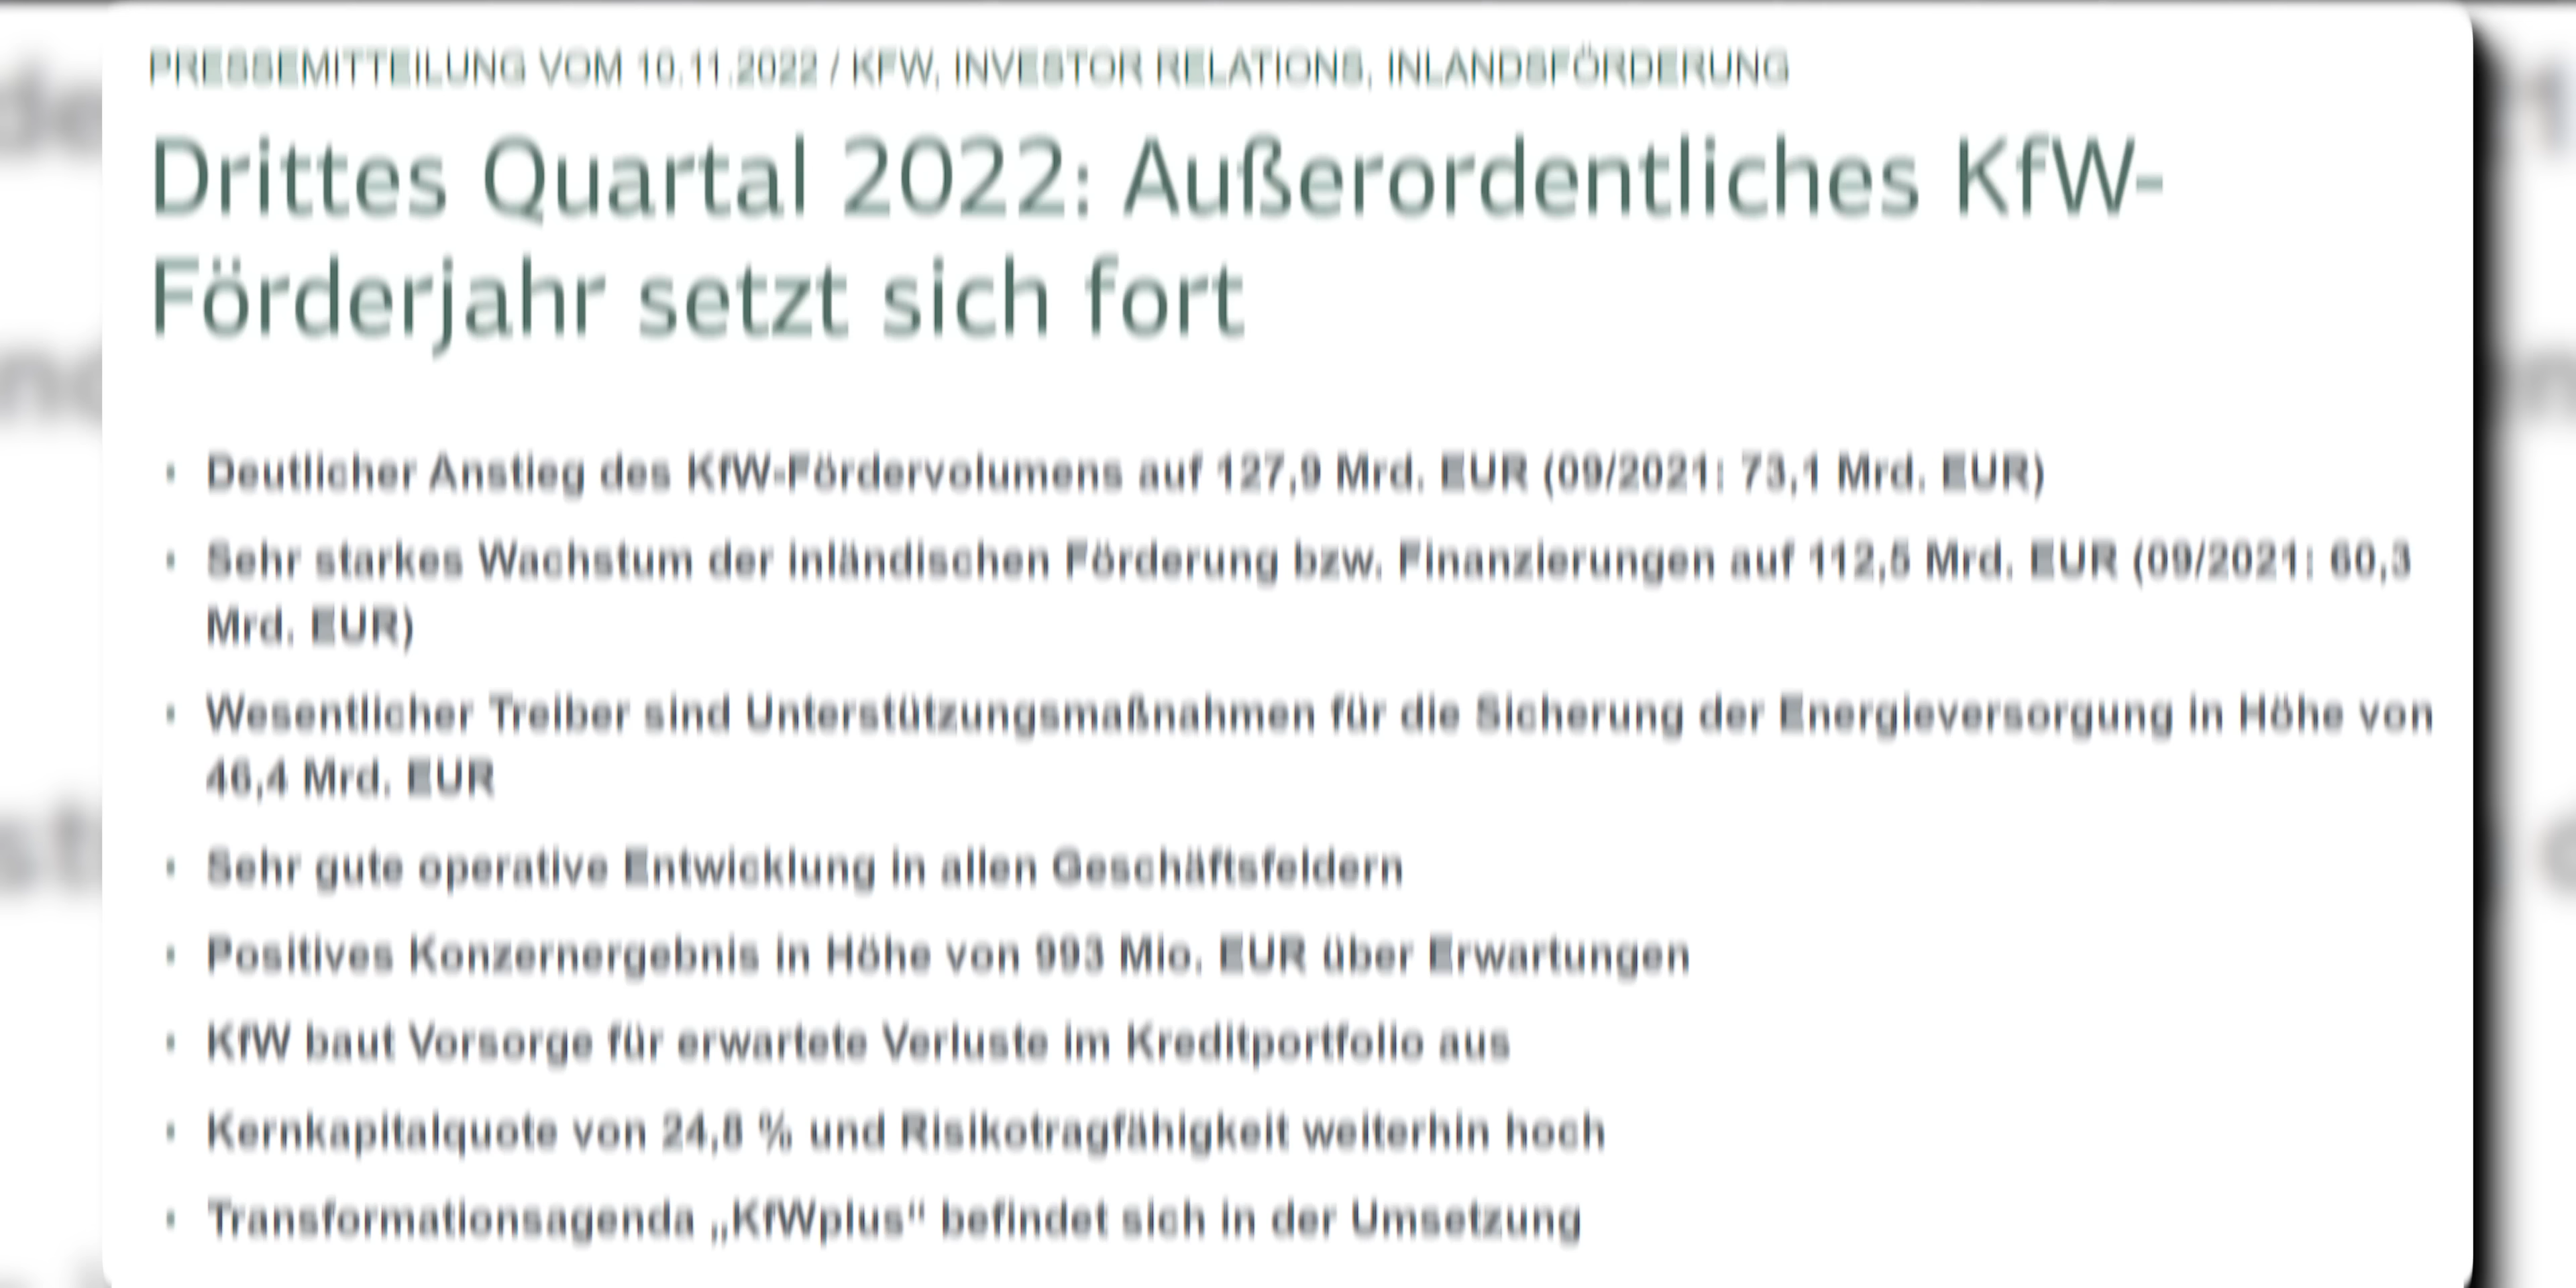 PRESSEMITTEILUNG VOM 10.11.2022 / KFW, INVESTOR RELATIONS, INLANDSFÖRDERUNG
Drittes Quartal 2022: Außerordentliches KfW-
Förderjahr setzt sich fort
Deutlicher Anstieg des KfW-Fördervolumens auf 127,9 Mrd. EUR (09/2021: 73,1 Mrd. EUR)
Sehr starkes Wachstum der inländischen Förderung bzw. Finanzierungen auf 112,5 Mrd. EUR (09/2021: 60,3
Mrd. EUR)
Wesentlicher Treiber sind Unterstützungsmaßnahmen für die Sicherung der Energieversorgung in Höhe von
46,4 Mrd. EUR
Sehr gute operative Entwicklung in allen Geschäftsfeldern
Positives Konzernergebnis in Höhe von 993 Mio. EUR über Erwartungen
KfW baut Vorsorge für erwartete Verluste im Kreditportfolio aus
Kernkapitalquote von 24,8 % und Risikotragfähigkeit weiterhin hoch
Transformationsagenda „KfWplus“ befindet sich in der Umsetzung